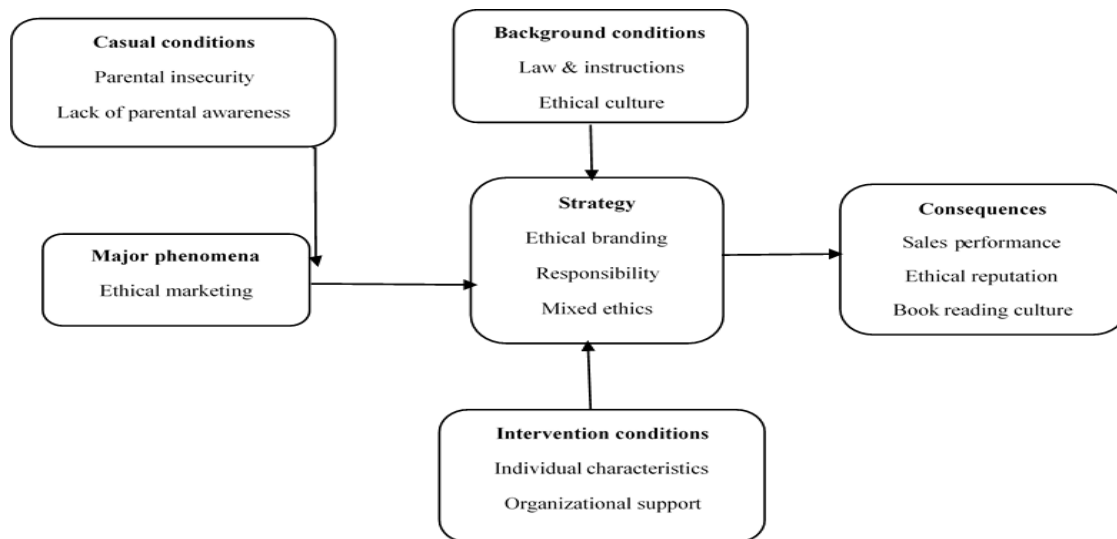 Casual conditions
Parental insecurity
Lack of parental awareness
Background conditions
Law & instructions
Ethical culture
Major phenomena
Ethical marketing
Strategy
Ethical branding
Responsibility
Mixed ethics
Consequences
Sales performance
Ethical reputation
Book reading culture
Intervention conditions
Individual characteristics
Organizational support